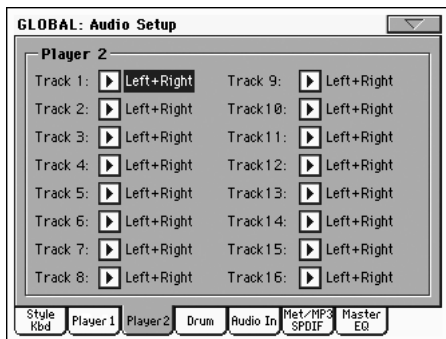 GLOBAL: Audio Setup
Player 2
Track 1: Left+Right Track 9: Left+Right
Track 2: Left+Right Track10: Left+Right
Track 3: Left+Right Track11: Left+Right
Track 4: Left+Right Track12: Left+Right
Track 5: Left+Right Track13: Left+Right
Track 6: Left+Right Track14: Left+Right
Track 7: Left+Right Track15: Left+Right
Track 8: Left+Right Track16: Left+Right
Style Kbd Player 1 Player 2 Drum Audio In Met/MP3 SPDIF Master EQ